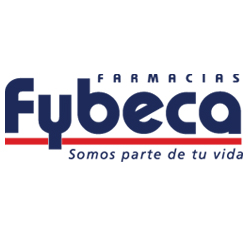 FARMACIAS
Fybeca
Somos parte de tu vida